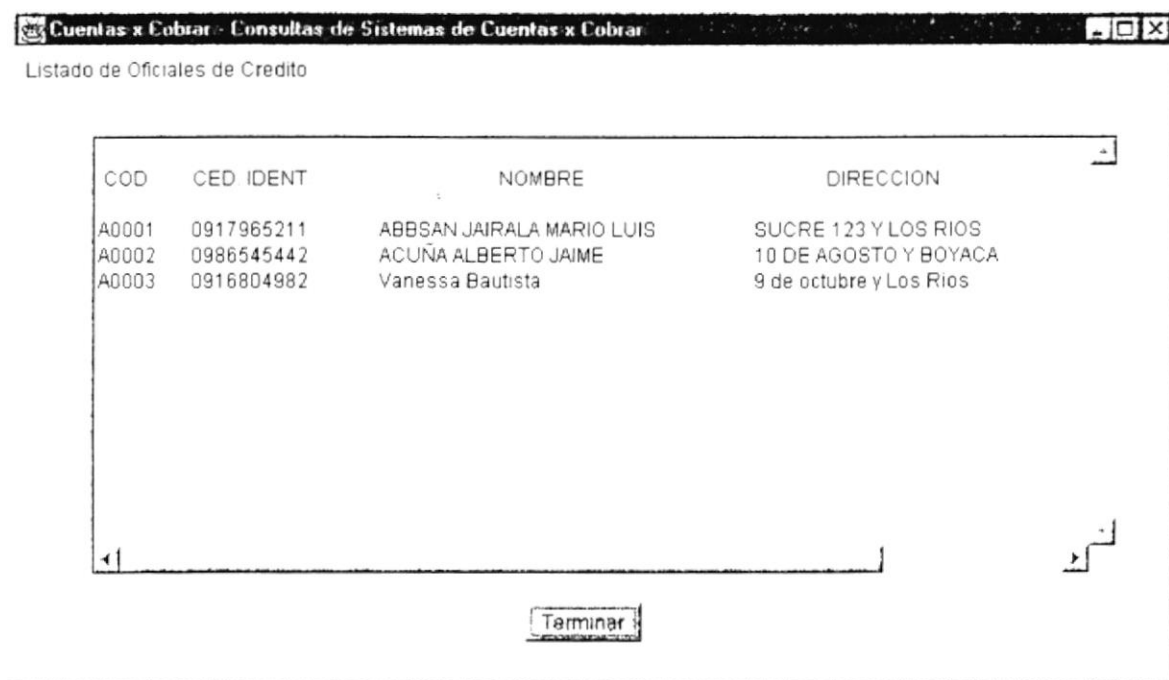 Cuentas x Cobrar - Consultas de Sistemas de Cuentas x Cobrar
Listado de Oficiales de Credito
COD CED. IDENT NOMBRE DIRECCION
A0001 0917965211 ABBSAN JAIRALA MARIO LUIS SUCRE 123 Y LOS RIOS
A0002 0986545442 ACUÑA ALBERTO JAIME 10 DE AGOSTO Y BOYACA
A0003 0916804982 Vanessa Bautista 9 de octubre y Los Rios
Terminar